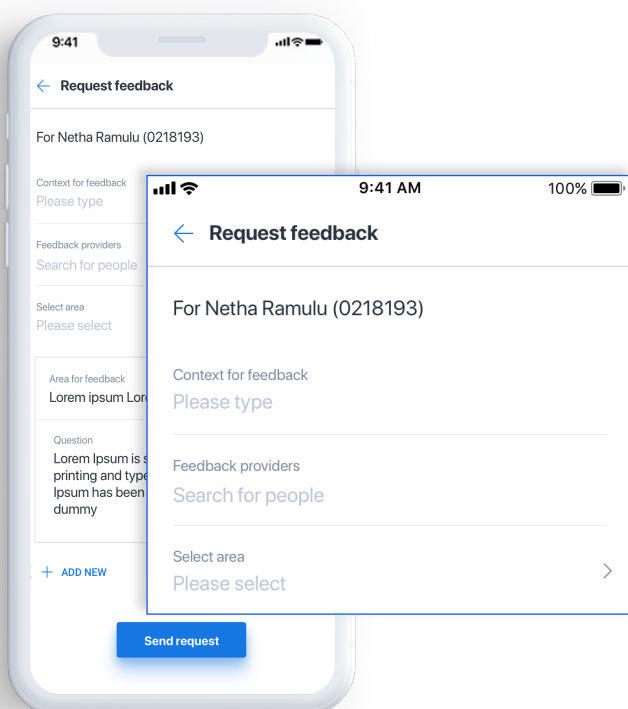 9:41
Request feedback
For Netha Ramulu (0218193)
Context for feedback
Please type
Feedback providers
Search for people
Select area
Please select
Area for feedback
Lorem ipsum Lor
Question
Lorem Ipsum is s
printing and type
Ipsum has been
dummy
ADD NEW
Send request
9:41 AM
100%
Request feedback
For Netha Ramulu (0218193)
Context for feedback
Please type
Feedback providers
Search for people
Select area
Please select